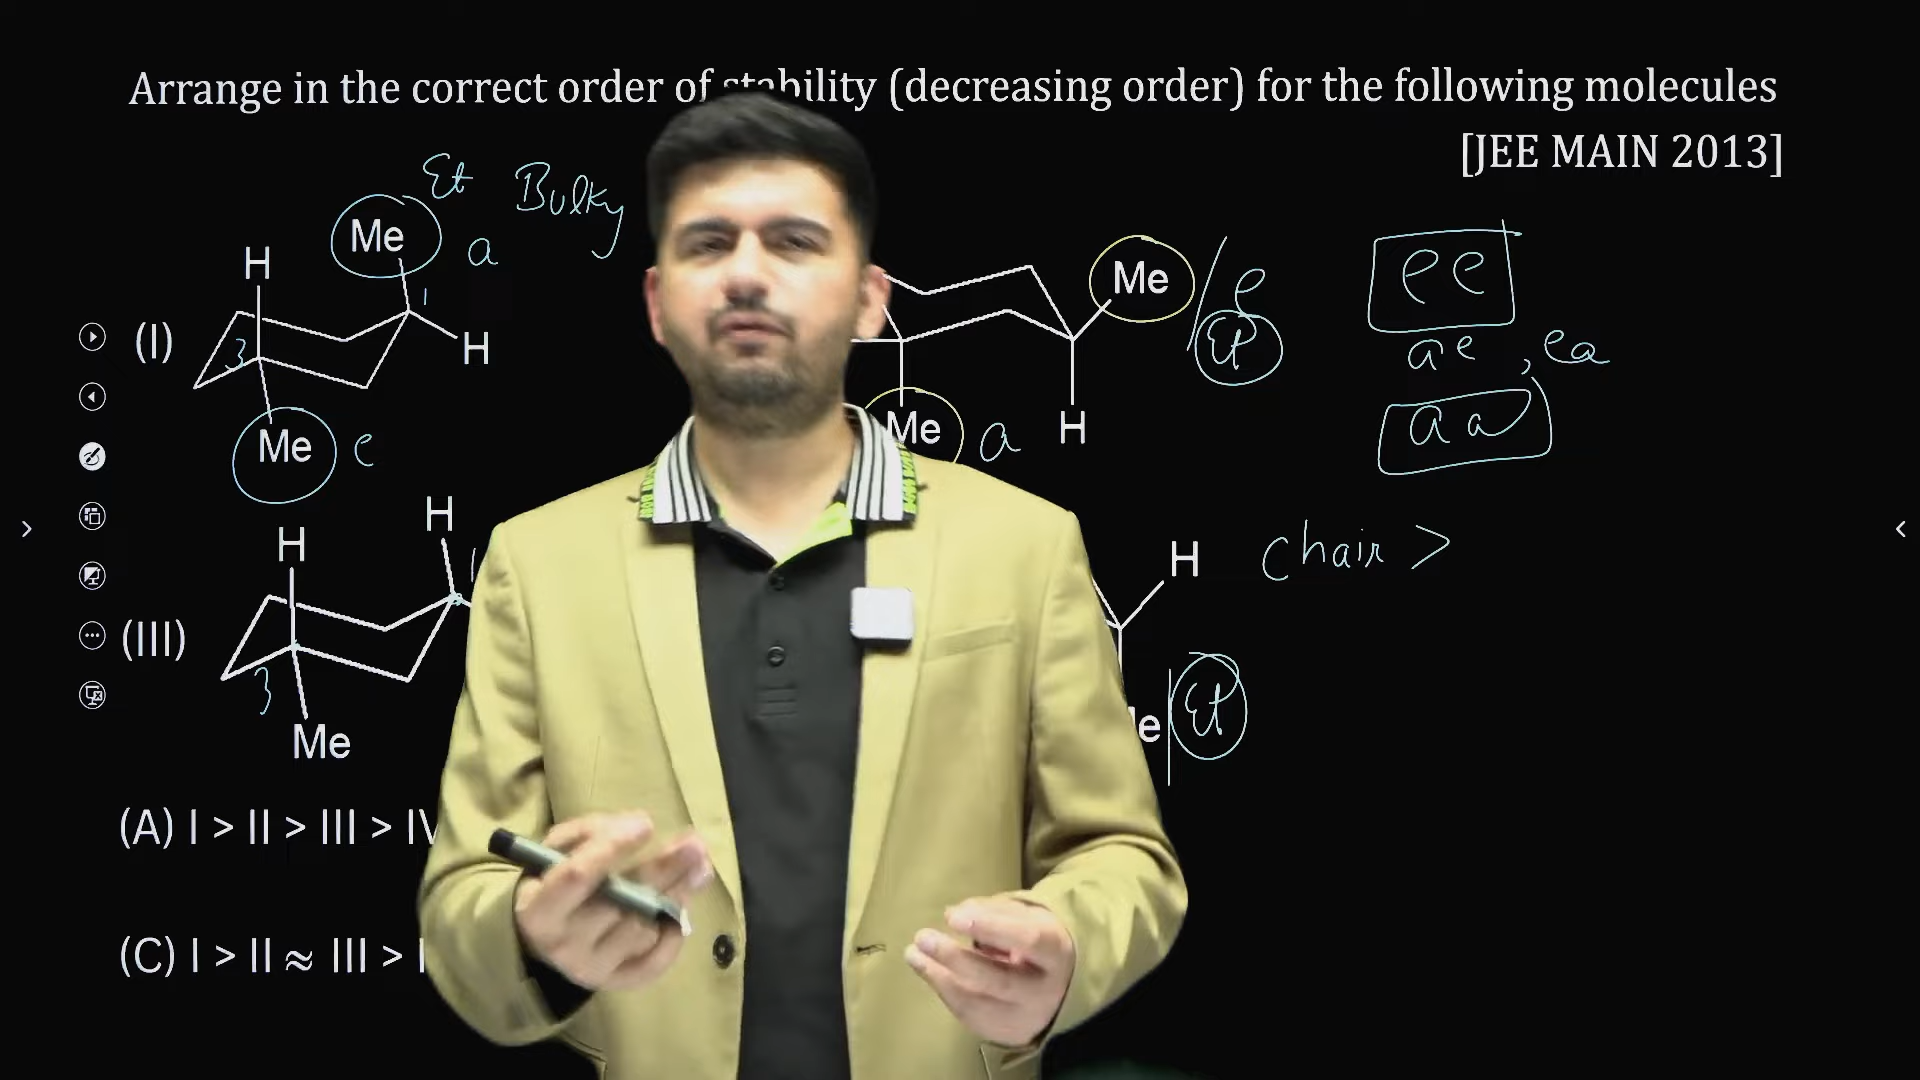 Arrange in the correct order of stability (decreasing order) for the following molecules
[JEE MAIN 2013]
Et Bulky
Me a
H
1
(I)
3
H
Me e
Me
e
Et
Me a
H
ee
ae , ea
aa
H
H
1
(III)
3
Me
H
Et
chair >
(A) I > II > III > IV
(C) I > II ≈ III >